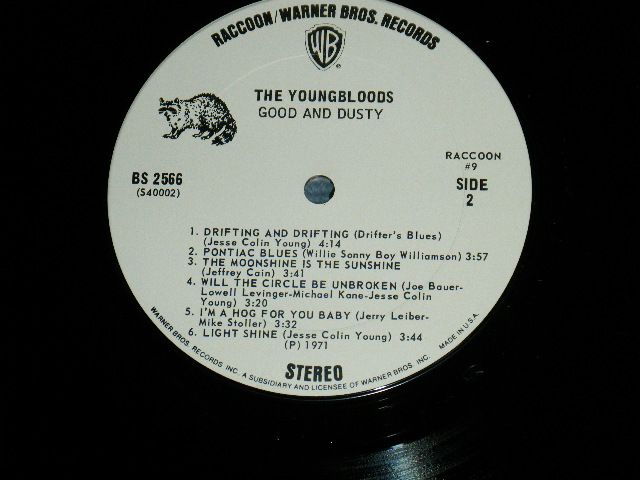 RACCOON/WARNER BROS. RECORDS
WB
®
THE YOUNGBLOODS
GOOD AND DUSTY
RACCOON
#9
BS 2566
(S40002)
SIDE
2
1. DRIFTING AND DRIFTING (Drifter's Blues)
(Jesse Colin Young) 4:14
2. PONTIAC BLUES (Willie Sonny Boy Williamson) 3:57
3. THE MOONSHINE IS THE SUNSHINE
(Jeffrey Cain) 3:41
4. WILL THE CIRCLE BE UNBROKEN (Joe Bauer-
Lowell Levinger-Michael Kane-Jesse Colin
Young) 3:20
5. I'M A HOG FOR YOU BABY (Jerry Leiber-
Mike Stoller) 3:32
6. LIGHT SHINE (Jesse Colin Young) 3:44
(P) 1971
STEREO
WARNER BROS. RECORDS INC. A SUBSIDIARY AND LICENSEE OF WARNER BROS. INC. MADE IN U.S.A.